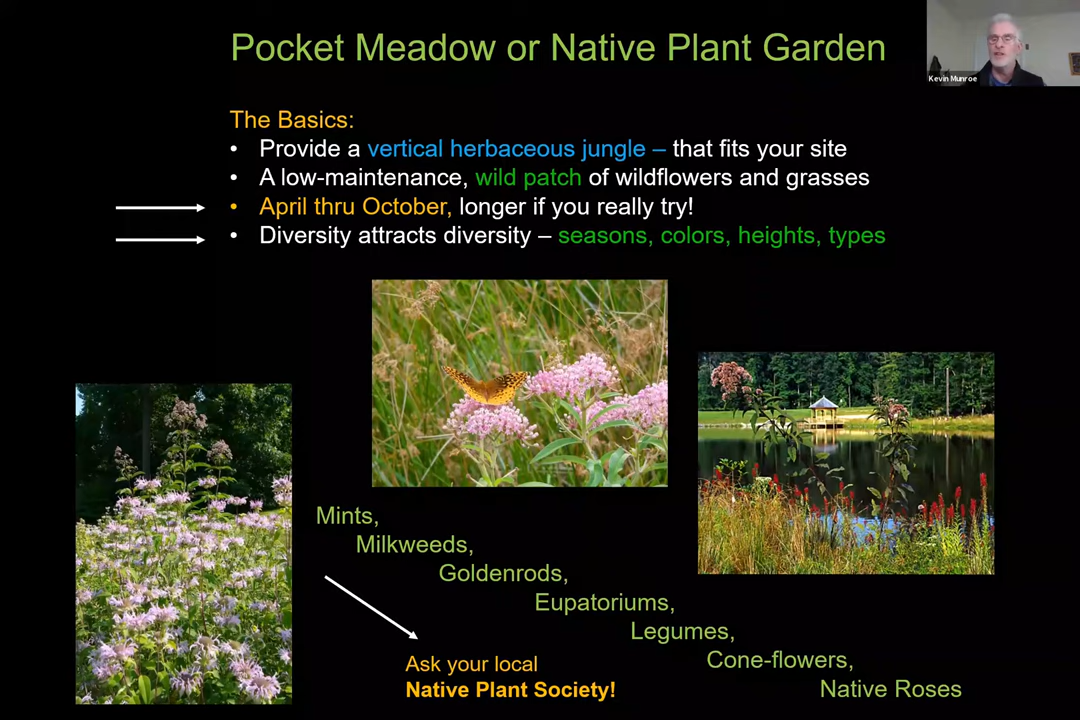 Pocket Meadow or Native Plant Garden
Kevin Munroe
The Basics:
• Provide a vertical herbaceous jungle – that fits your site
• A low-maintenance, wild patch of wildflowers and grasses
• April thru October, longer if you really try!
• Diversity attracts diversity – seasons, colors, heights, types
Mints,
Milkweeds,
Goldenrods,
Eupatoriums,
Legumes,
Cone-flowers,
Native Roses
Ask your local
Native Plant Society!